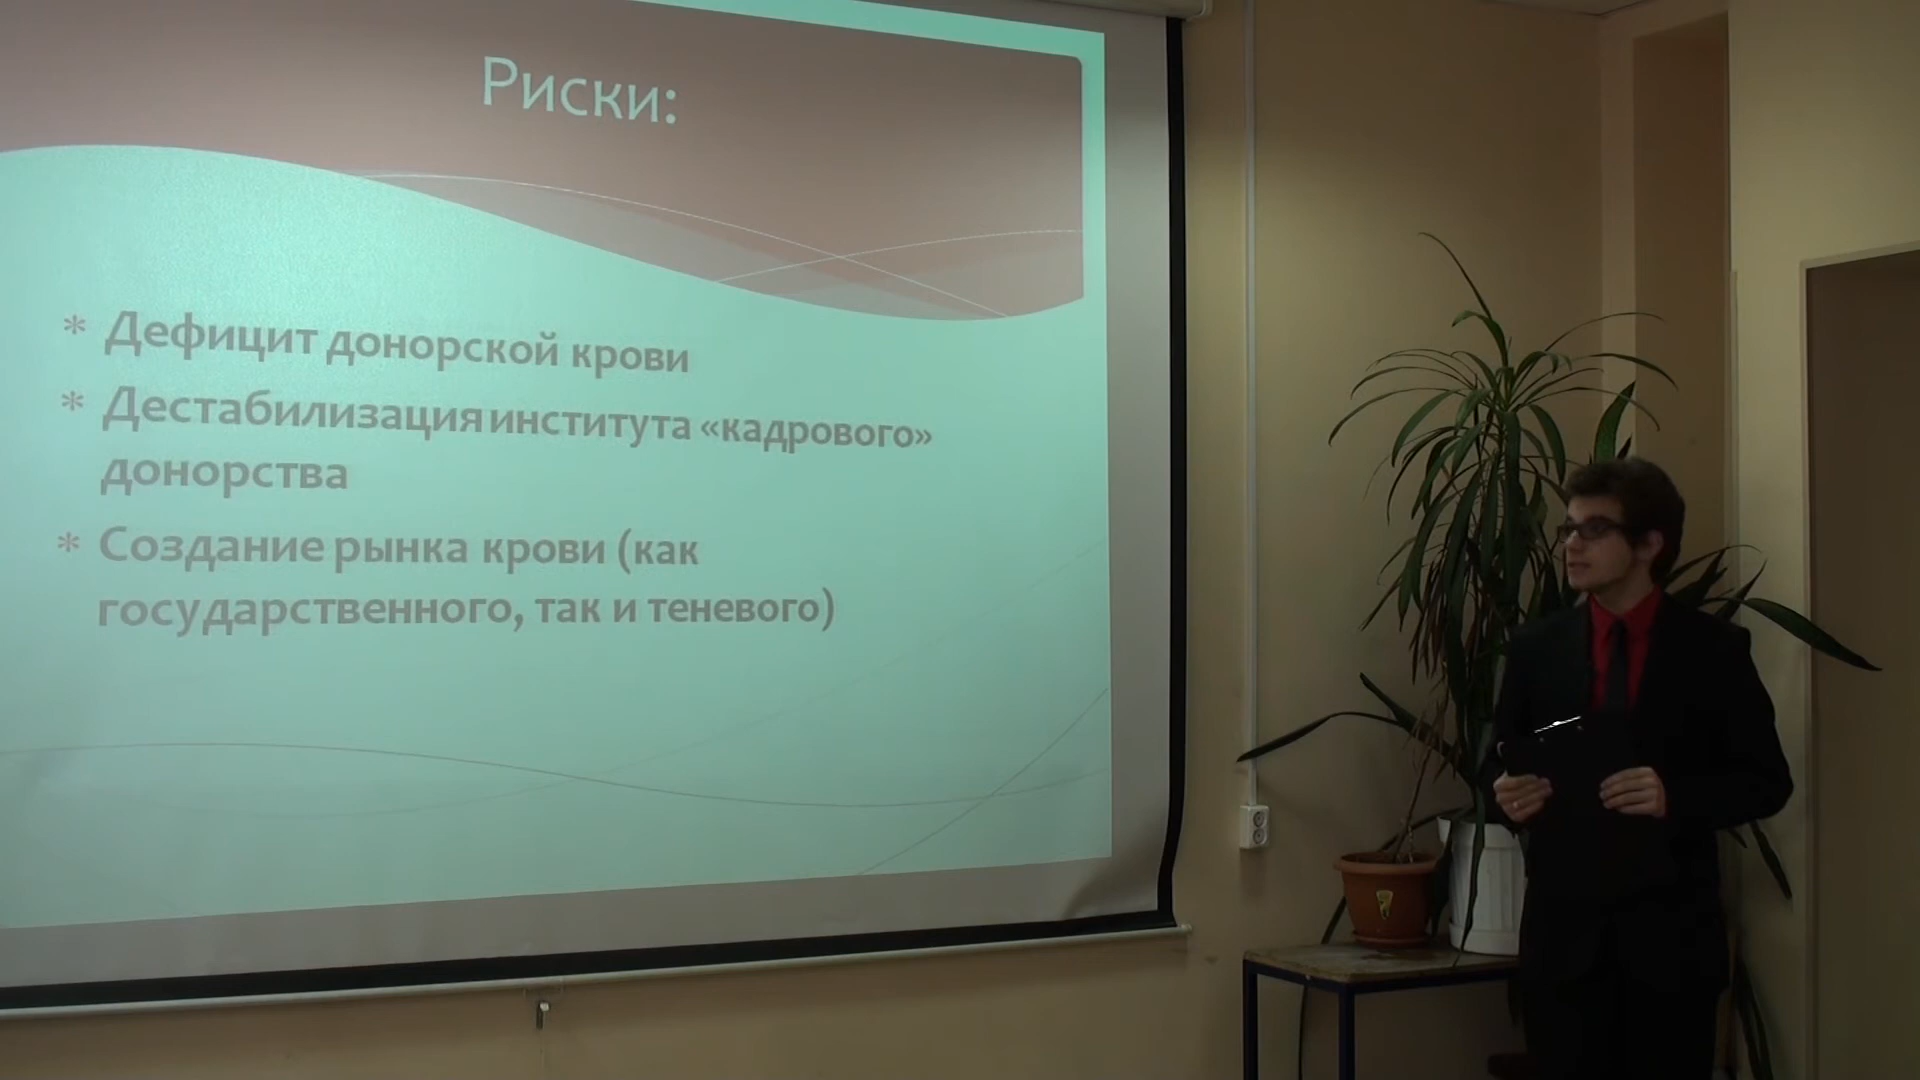 Риски:
* Дефицит донорской крови
* Дестабилизация института «кадрового»
донорства
* Создание рынка крови (как
государственного, так и теневого)